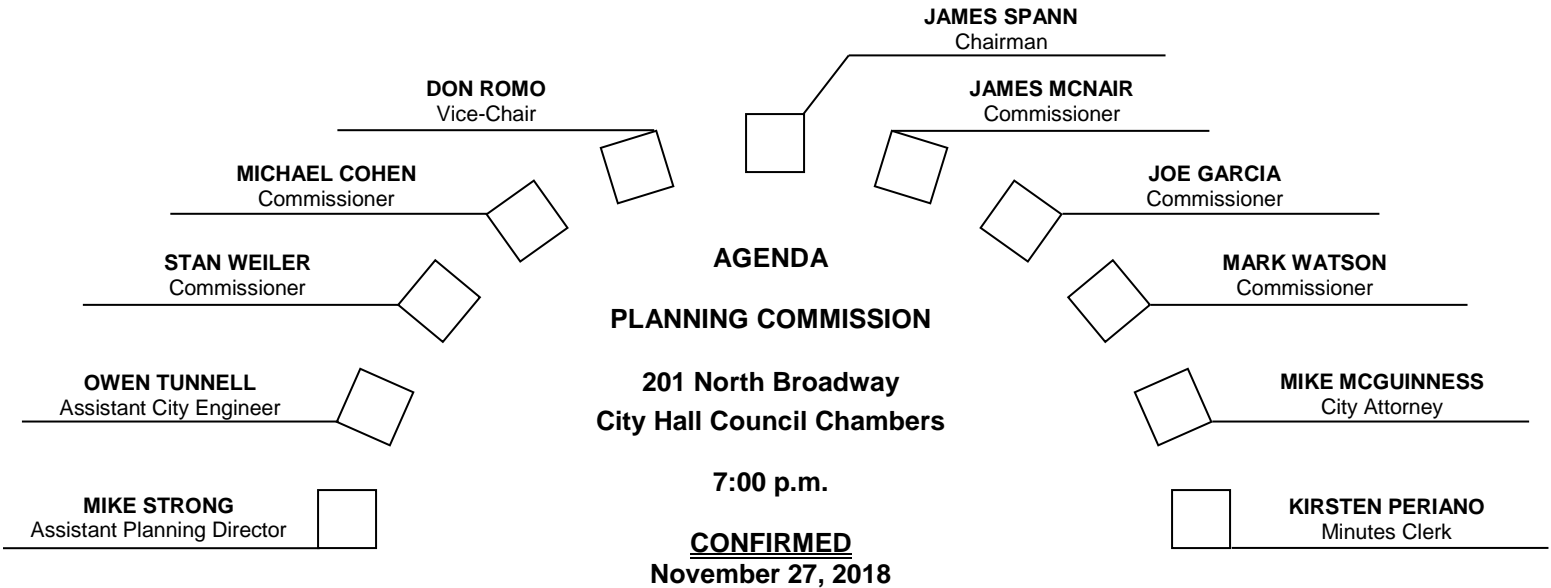 JAMES SPANN
Chairman
DON ROMO
Vice-Chair
JAMES MCNAIR
Commissioner
MICHAEL COHEN
Commissioner
JOE GARCIA
Commissioner
STAN WEILER
Commissioner
AGENDA
MARK WATSON
Commissioner
PLANNING COMMISSION
OWEN TUNNELL
Assistant City Engineer
201 North Broadway
City Hall Council Chambers
MIKE MCGUINNESS
City Attorney
7:00 p.m.
MIKE STRONG
Assistant Planning Director
KIRSTEN PERIANO
Minutes Clerk
CONFIRMED
November 27, 2018